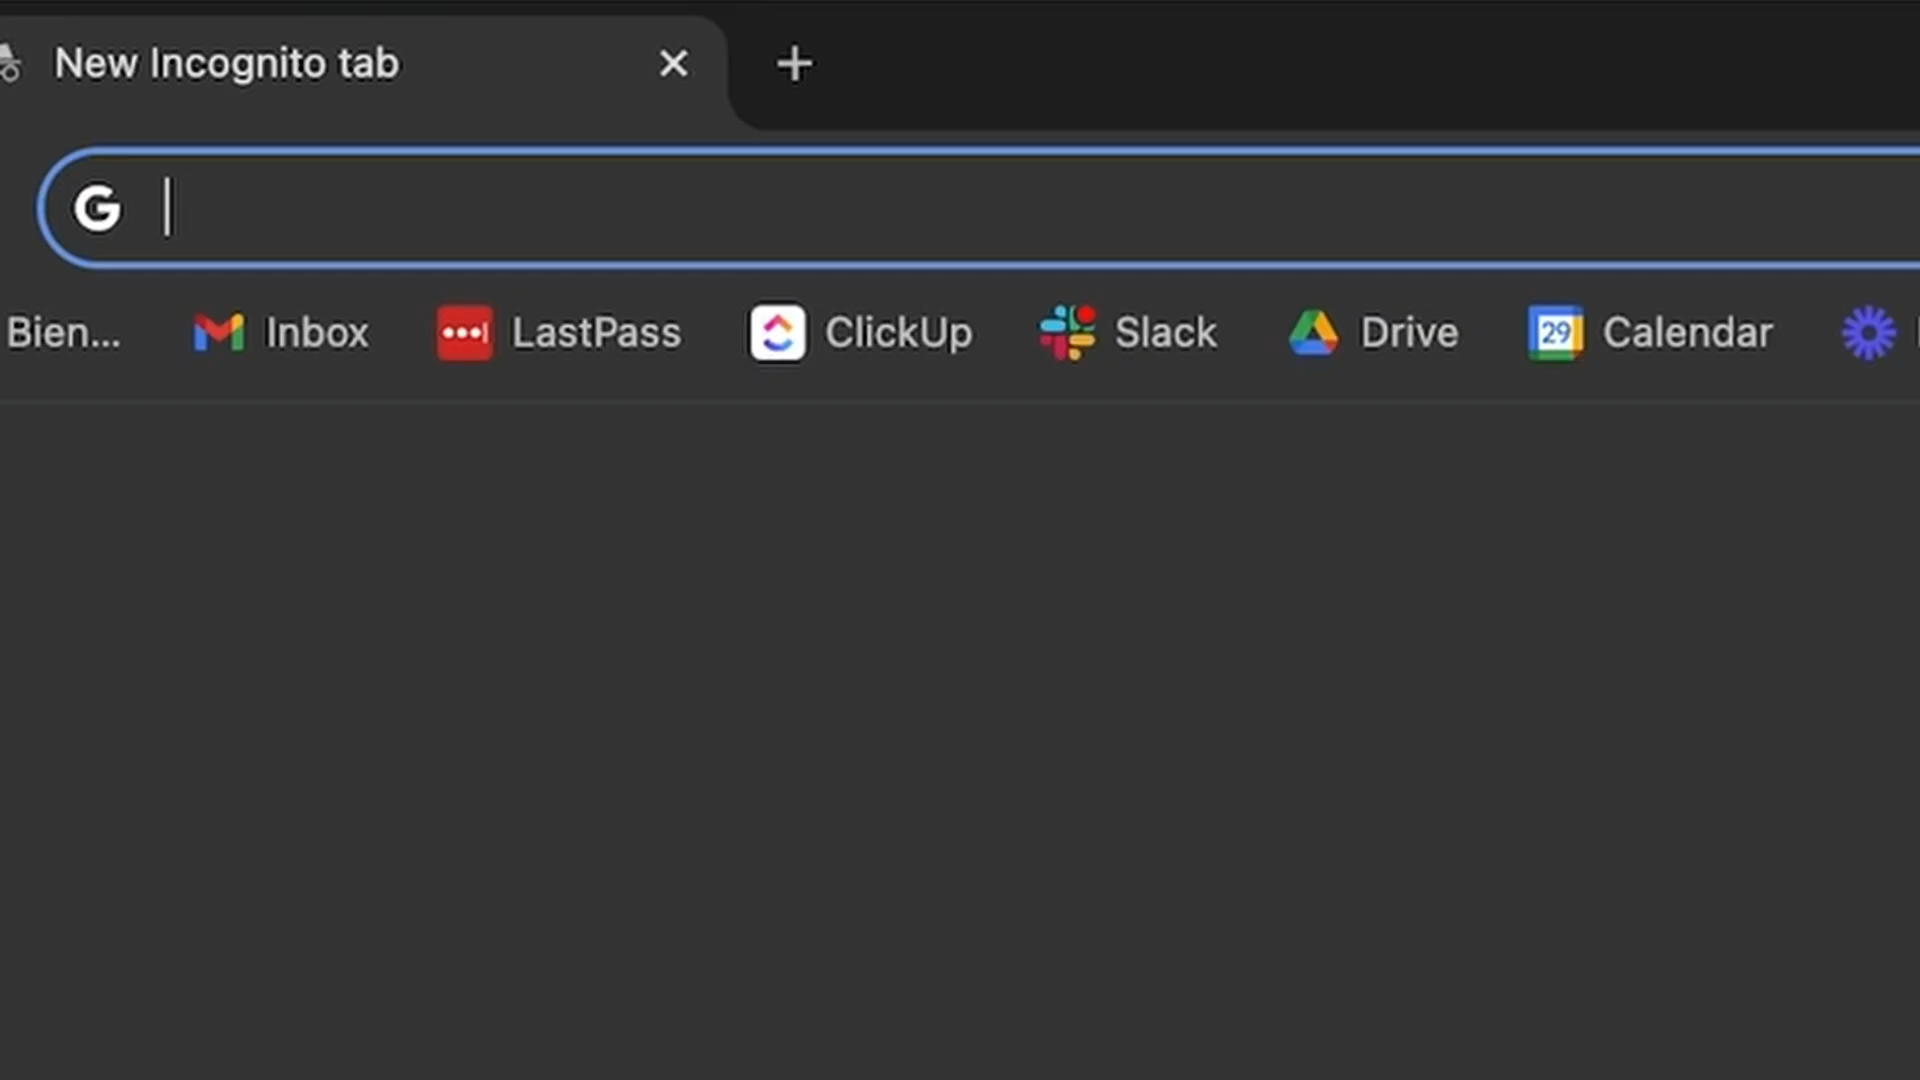 New Incognito tab
G
Bien... Inbox LastPass ClickUp Slack 29 Drive Calendar